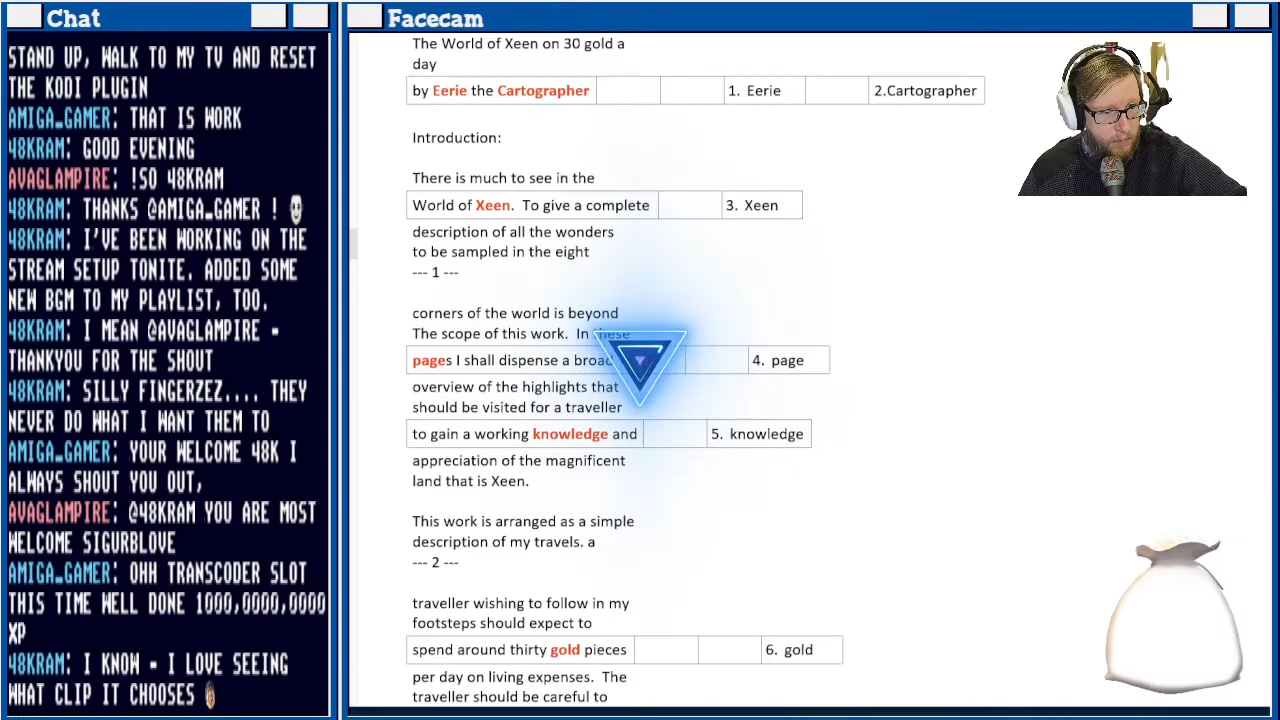 Chat
STAND UP, WALK TO MY TV AND RESET
THE KODI PLUGIN
AMIGA_GAMER: THAT IS WORK
48KRAM: GOOD EVENING
AVAGLAMPIRE: !SO 48KRAM
48KRAM: THANKS @AMIGA_GAMER !
48KRAM: I'VE BEEN WORKING ON THE
STREAM SETUP TONITE. ADDED SOME
NEW BGM TO MY PLAYLIST, TOO.
48KRAM: I MEAN @AVAGLAMPIRE -
THANKYOU FOR THE SHOUT
48KRAM: SILLY FINGERZEZ.... THEY
NEVER DO WHAT I WANT THEM TO
AMIGA_GAMER: YOUR WELCOME 48K I
ALWAYS SHOUT YOU OUT,
AVAGLAMPIRE: @48KRAM YOU ARE MOST
WELCOME SIGURBLOVE
AMIGA_GAMER: OHH TRANSCODER SLOT
THIS TIME WELL DONE 1000,0000,0000
XP
48KRAM: I KNOW - I LOVE SEEING
WHAT CLIP IT CHOOSES
Facecam
The World of Xeen on 30 gold a
day
by Eerie the Cartographer 1. Eerie 2.Cartographer
Introduction:
There is much to see in the
World of Xeen. To give a complete 3. Xeen
description of all the wonders
to be sampled in the eight
--- 1 ---
corners of the world is beyond
The scope of this work. In these
pages I shall dispense a broad 4. page
overview of the highlights that
should be visited for a traveller
to gain a working knowledge and 5. knowledge
appreciation of the magnificent
land that is Xeen.
This work is arranged as a simple
description of my travels. a
--- 2 ---
traveller wishing to follow in my
footsteps should expect to
spend around thirty gold pieces 6. gold
per day on living expenses. The
traveller should be careful to